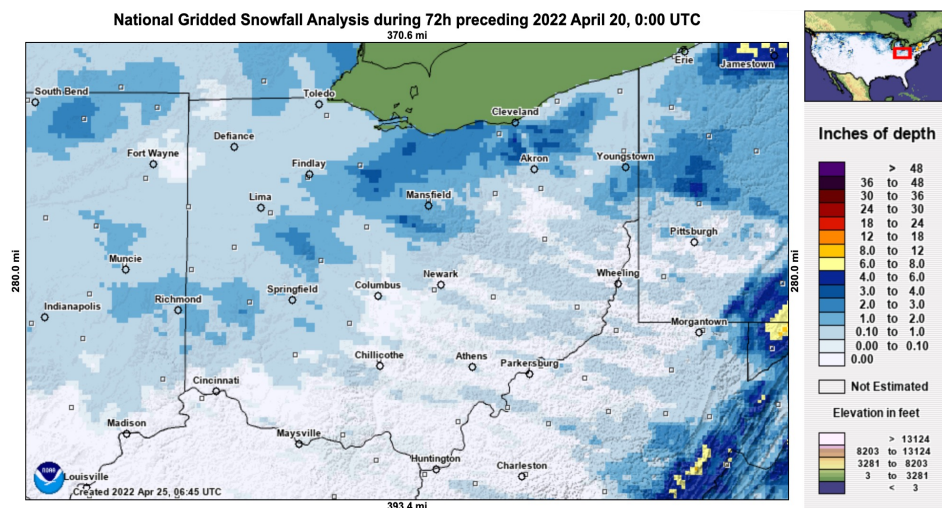 National Gridded Snowfall Analysis during 72h preceding 2022 April 20, 0:00 UTC
370.6 mi
Erie
Jamestown
South Bend
Toledo
Cleveland
Defiance
Fort Wayne
Findlay
Akron
Youngstown
Lima
Mansfield
Pittsburgh
Muncie
280.0 mi
280.0 mi
Newark
Wheeling
Richmond
Springfield
Columbus
Indianapolis
Morgantown
Chillicothe
Athens
Parkersburg
Cincinnati
Madison
Maysville
Huntington
Charleston
NOAA
Louisville
Created 2022 Apr 25, 06:45 UTC
393.4 mi
Inches of depth
> 48
36 to 48
30 to 36
24 to 30
18 to 24
12 to 18
8.0 to 12
6.0 to 8.0
4.0 to 6.0
3.0 to 4.0
2.0 to 3.0
1.0 to 2.0
0.10 to 1.0
0.00 to 0.10
0.00
Not Estimated
Elevation in feet
> 13124
8203 to 13124
3281 to 8203
3 to 3281
< 3